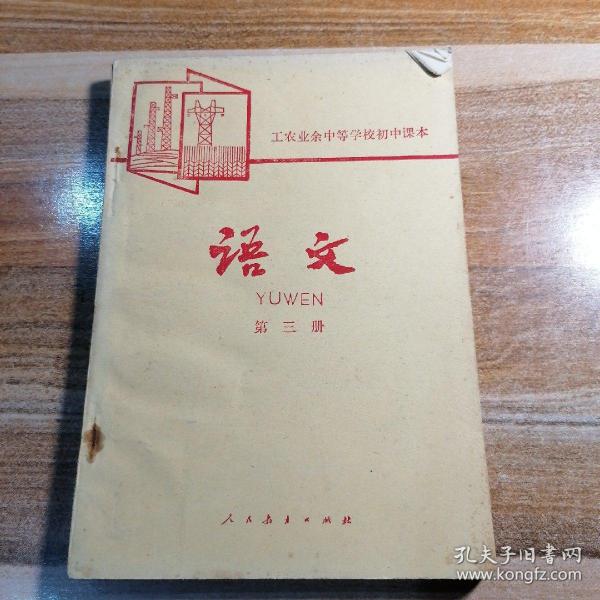 工农业余中等学校初中课本
语文
YUWEN
第三册
人民教育出版社
孔夫子旧书网
www.kongfz.com